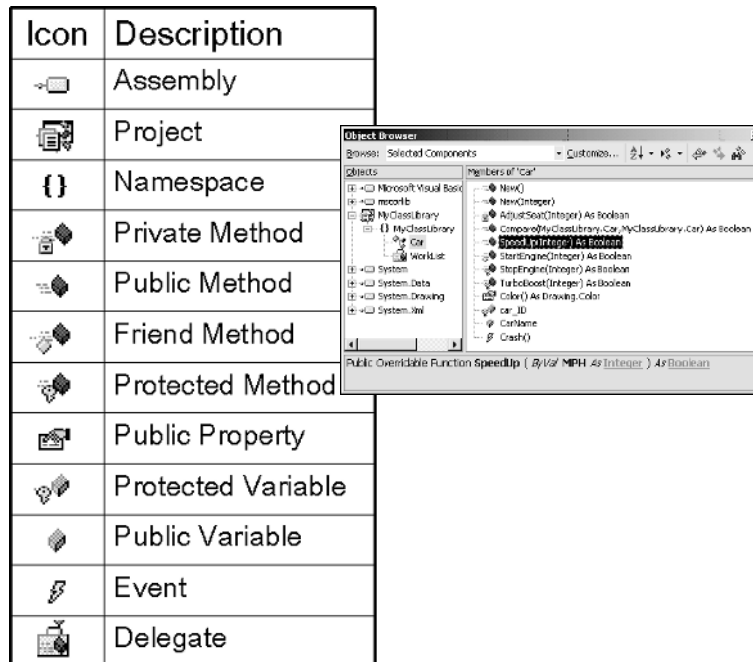 Icon Description
Assembly
Project
{} Namespace
Private Method
Public Method
Friend Method
Protected Method
Public Property
Protected Variable
Public Variable
Event
Delegate
Object Browser
Browse: Selected Components Customize...
Objects
Microsoft Visual Basic
mscorlib
MyClassLibrary
{} MyClassLibrary
Car
WorkList
System
System.Data
System.Drawing
System.Xml
Members of 'Car'
New()
New(Integer)
AdjustSeat(Integer) As Boolean
Compare(MyClassLibrary.Car,MyClassLibrary.Car) As Boolean
SpeedUp(Integer) As Boolean
StartEngine(Integer) As Boolean
StopEngine(Integer) As Boolean
TurboBoost(Integer) As Boolean
Color() As Drawing.Color
car_ID
CarName
Crash()
Public Overridable Function SpeedUp ( ByVal MPH As Integer ) As Boolean